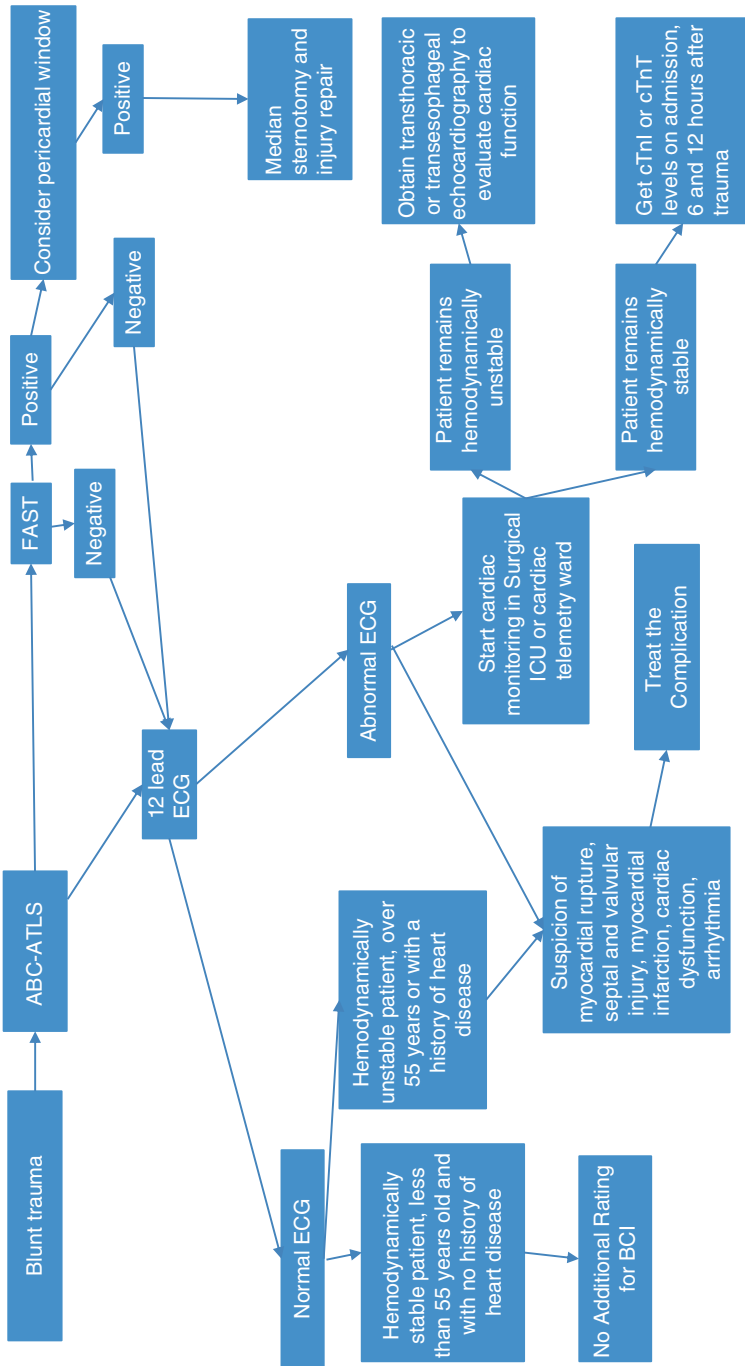 Blunt trauma
ABC-ATLS
FAST
Positive
Consider pericardial window
Positive
Median
sternotomy and
injury repair
Negative
Negative
12 lead
ECG
Normal ECG
Hemodynamically
stable patient, less
than 55 years old and
with no history of
heart disease
No Additional Rating
for BCI
Hemodynamically
unstable patient, over
55 years or with a
history of heart
disease
Abnormal ECG
Suspicion of
myocardial rupture,
septal and valvular
injury, myocardial
infarction, cardiac
dysfunction,
arrhythmia
Treat the
Complication
Start cardiac
monitoring in Surgical
ICU or cardiac
telemetry ward
Patient remains
hemodynamically
unstable
Obtain transthoracic
or transesophageal
echocardiography to
evaluate cardiac
function
Patient remains
hemodynamically
stable
Get cTnI or cTnT
levels on admission,
6 and 12 hours after
trauma